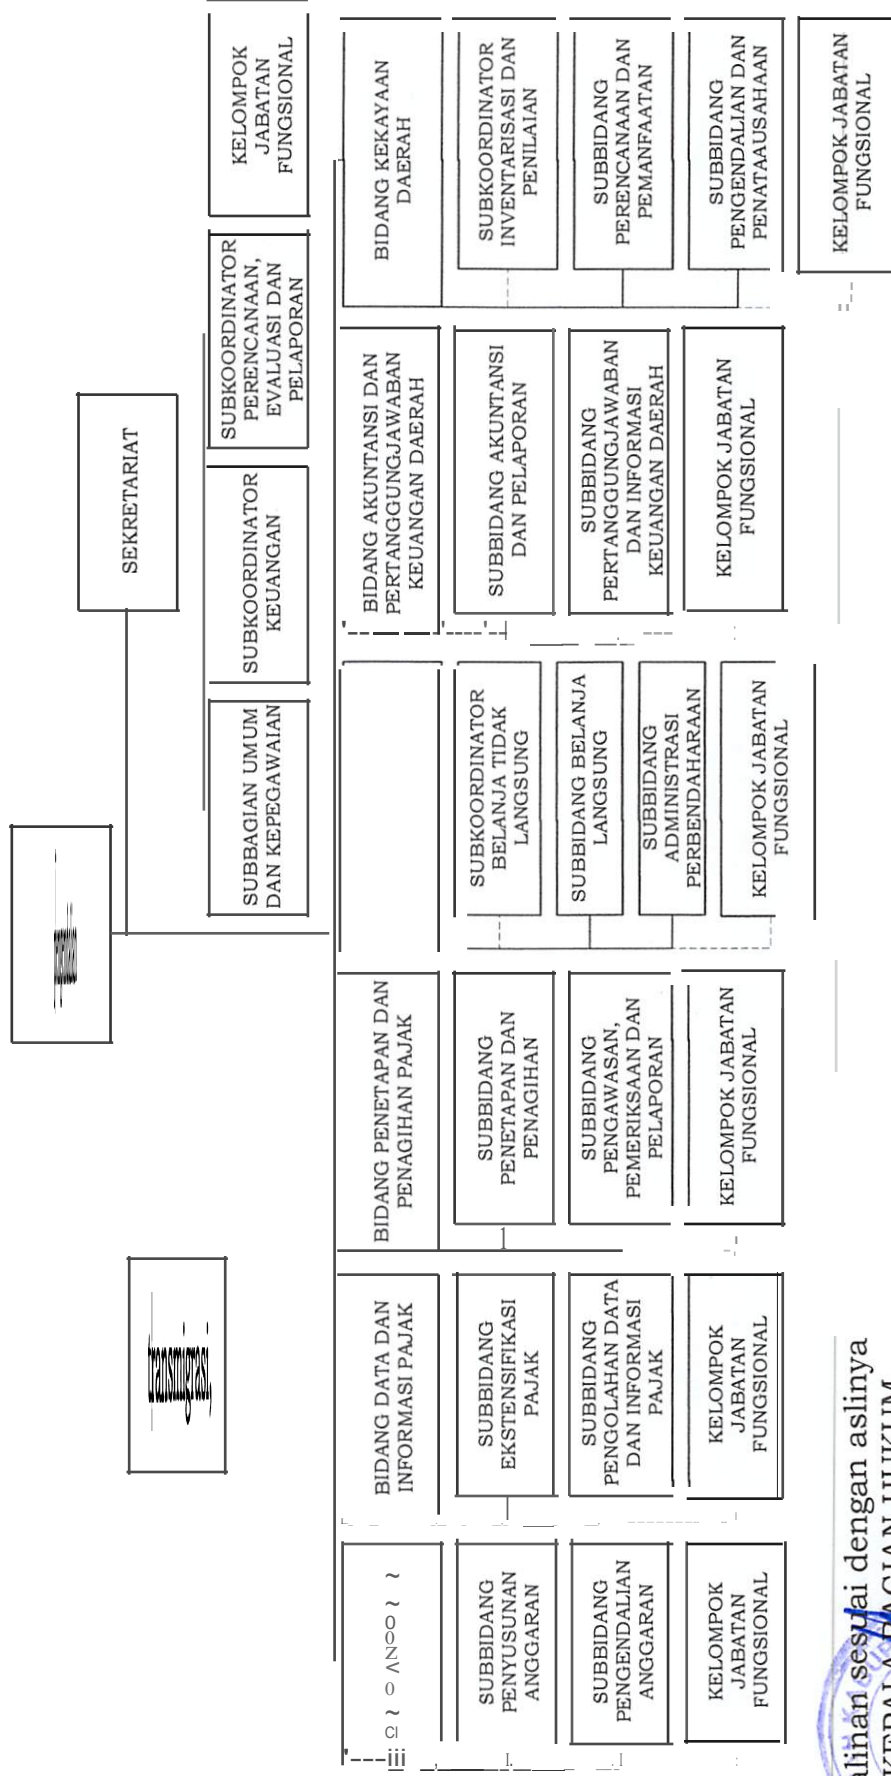 SEKRETARIAT
SUBBAGIAN UMUM
DAN KEPEGAWAIAN
SUBKOORDINATOR
KEUANGAN
SUBKOORDINATOR
PERENCANAAN,
EVALUASI DAN
PELAPORAN
KELOMPOK
JABATAN
FUNGSIONAL
transmigrasi,
SUBBIDANG
PENYUSUNAN
ANGGARAN
SUBBIDANG
PENGENDALIAN
ANGGARAN
KELOMPOK
JABATAN
FUNGSIONAL
BIDANG DATA DAN
INFORMASI PAJAK
SUBBIDANG
EKSTENSIFIKASI
PAJAK
SUBBIDANG
PENGOLAHAN DATA
DAN INFORMASI
PAJAK
KELOMPOK
JABATAN
FUNGSIONAL
BIDANG PENETAPAN DAN
PENAGIHAN PAJAK
SUBBIDANG
PENETAPAN DAN
PENAGIHAN
SUBBIDANG
PENGAWASAN,
PEMERIKSAAN DAN
PELAPORAN
KELOMPOK JABATAN
FUNGSIONAL
SUBKOORDINATOR
BELANJA TIDAK
LANGSUNG
SUBBIDANG BELANJA
LANGSUNG
SUBBIDANG
ADMINISTRASI
PERBENDAHARAAN
KELOMPOK JABATAN
FUNGSIONAL
BIDANG AKUNTANSI DAN
PERTANGGUNGJAWABAN
KEUANGAN DAERAH
SUBBIDANG AKUNTANSI
DAN PELAPORAN
SUBBIDANG
PERTANGGUNGJAWABAN
DAN INFORMASI
KEUANGAN DAERAH
KELOMPOK JABATAN
FUNGSIONAL
BIDANG KEKAYAAN
DAERAH
SUBKOORDINATOR
INVENTARISASI DAN
PENILAIAN
SUBBIDANG
PERENCANAAN DAN
PEMANFAATAN
SUBBIDANG
PENGENDALIAN DAN
PENATAAUSAHAAN
KELOMPOK JABATAN
FUNGSIONAL
alinan sesuai dengan aslinya
KEPALA BAGIAN HUKUM